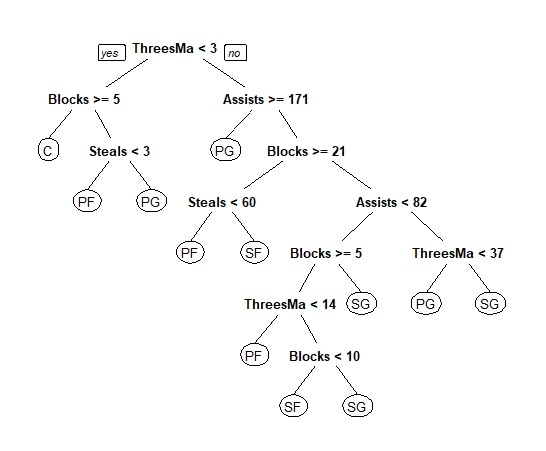 yes ThreesMa < 3 no
Blocks >= 5 Assists >= 171
C Steals < 3 PG Blocks >= 21
PF PG Steals < 60 Assists < 82
PF SF Blocks >= 5 ThreesMa < 37
ThreesMa < 14 SG PG SG
PF Blocks < 10
SF SG